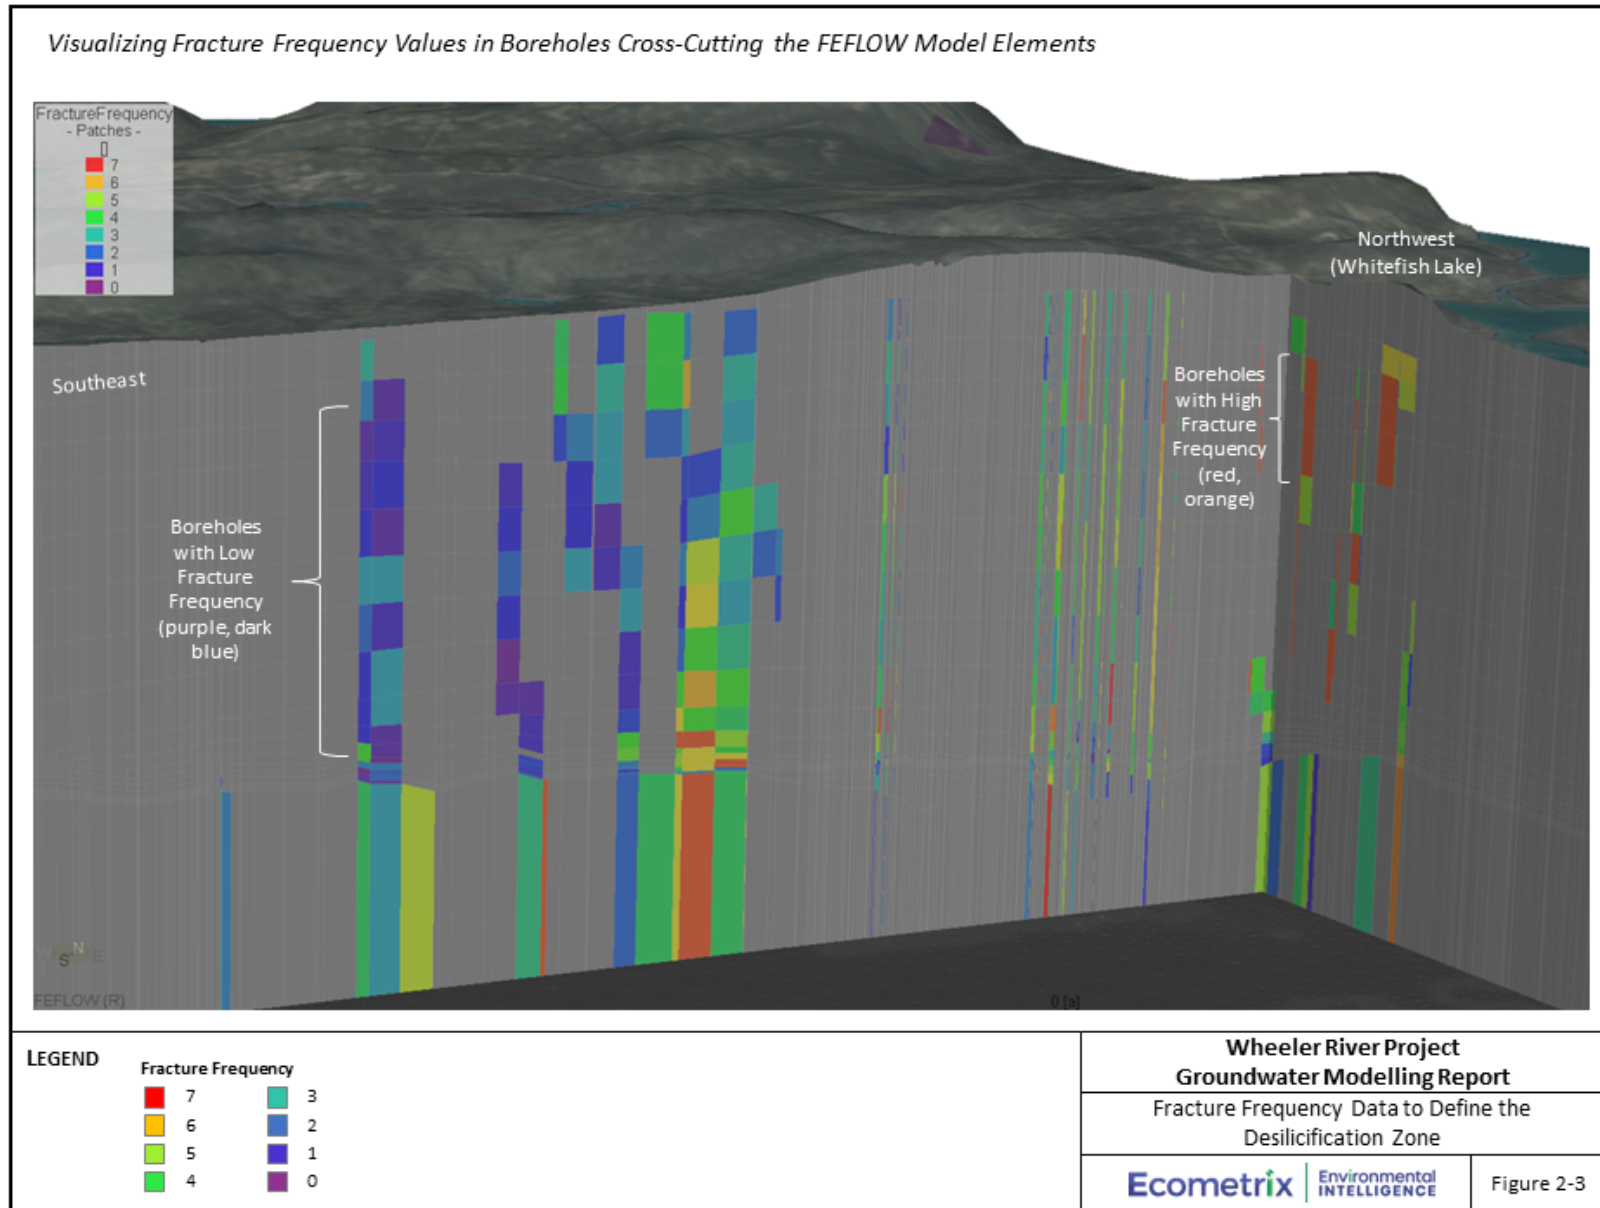 Visualizing Fracture Frequency Values in Boreholes Cross-Cutting the FEFLOW Model Elements
FractureFrequency
- Patches -
[]
7
6
5
4
3
2
1
0
Northwest
(Whitefish Lake)
Southeast
Boreholes
with High
Fracture
Frequency
(red,
orange)
Boreholes
with Low
Fracture
Frequency
(purple, dark
blue)
N
W
E
S
FEFLOW (R)
0 [a]
LEGEND
Fracture Frequency
7
6
5
4
3
2
1
0
Wheeler River Project
Groundwater Modelling Report
Fracture Frequency Data to Define the
Desilicification Zone
Ecometrix
Environmental
INTELLIGENCE
Figure 2-3